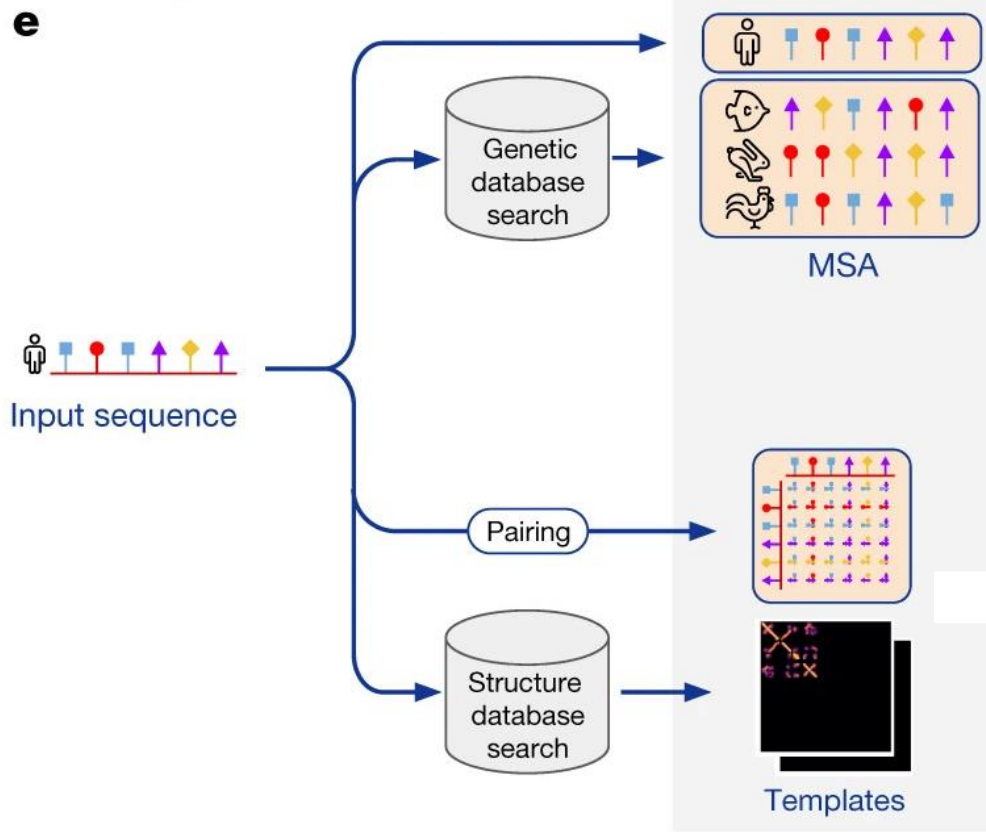 e
Genetic
database
search
MSA
Input sequence
Pairing
Structure
database
search
Templates